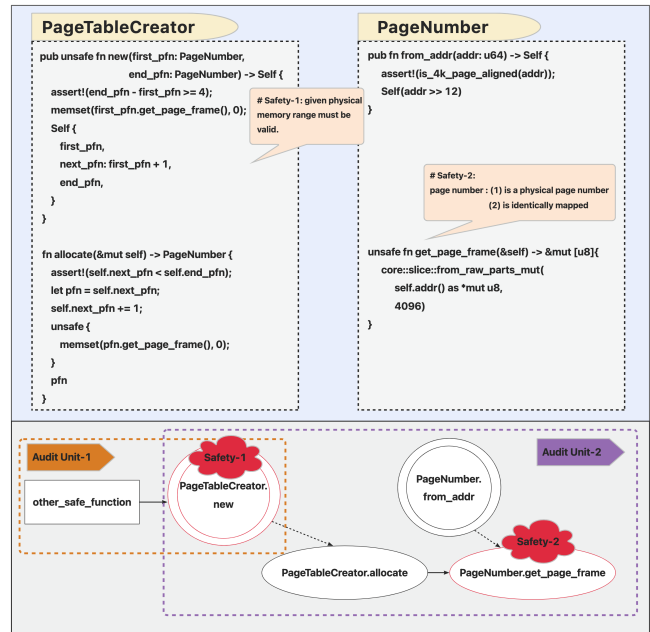 PageTableCreator
pub unsafe fn new(first_pfn: PageNumber,
end_pfn: PageNumber) -> Self {
assert!(end_pfn - first_pfn >= 4);
memset(first_pfn.get_page_frame(), 0);
Self {
first_pfn,
next_pfn: first_pfn + 1,
end_pfn,
}
}
fn allocate(&mut self) -> PageNumber {
assert!(self.next_pfn < self.end_pfn);
let pfn = self.next_pfn;
self.next_pfn += 1;
unsafe {
memset(pfn.get_page_frame(), 0);
}
pfn
}
# Safety-1: given physical
memory range must be
valid.
PageNumber
pub fn from_addr(addr: u64) -> Self {
assert!(is_4k_page_aligned(addr));
Self(addr >> 12)
}
# Safety-2:
page number : (1) is a physical page number
(2) is identically mapped
unsafe fn get_page_frame(&self) -> &mut [u8]{
core::slice::from_raw_parts_mut(
self.addr() as *mut u8,
4096)
}
Audit Unit-1
Safety-1
Audit Unit-2
other_safe_function
PageTableCreator.
new
PageNumber.
from_addr
Safety-2
PageTableCreator.allocate
PageNumber.get_page_frame